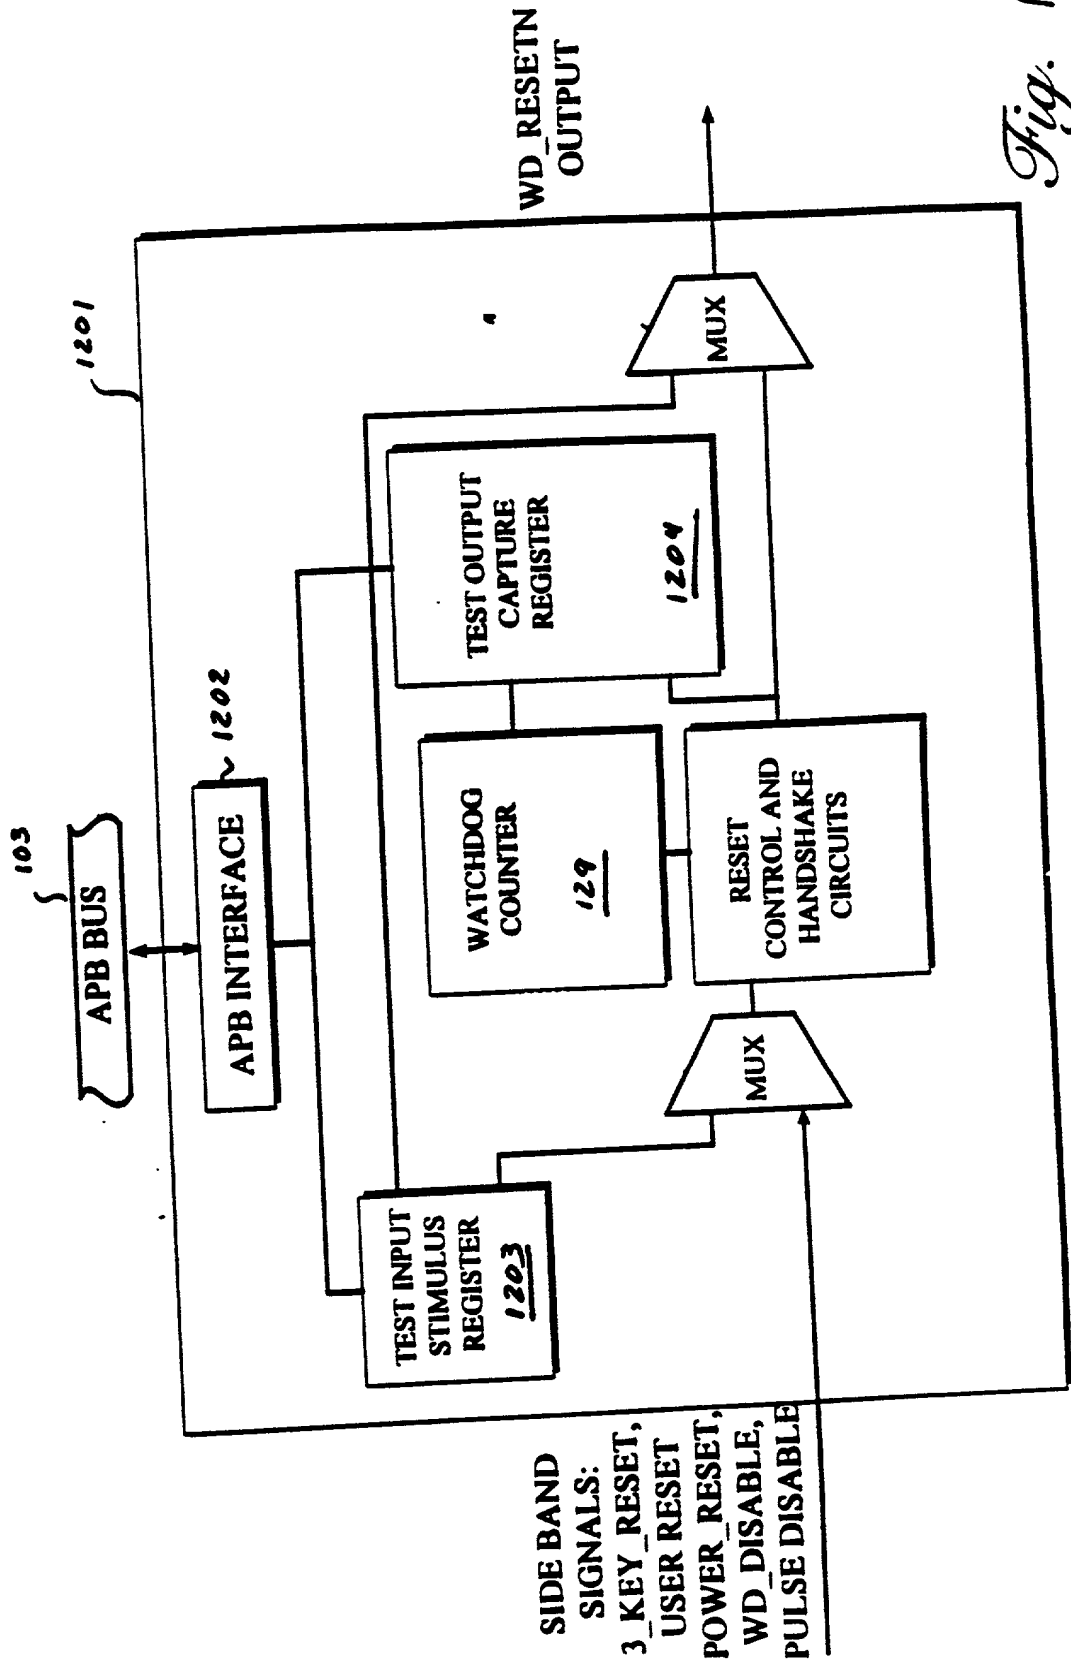 103
APB BUS
1201
APB INTERFACE
1202
TEST INPUT
STIMULUS
REGISTER
1203
WATCHDOG
COUNTER
129
TEST OUTPUT
CAPTURE
REGISTER
1204
MUX
RESET
CONTROL AND
HANDSHAKE
CIRCUITS
MUX
WD_RESETN
OUTPUT
SIDE BAND
SIGNALS:
3_KEY_RESET,
USER RESET
POWER_RESET,
WD_DISABLE,
PULSE DISABLE
Fig.